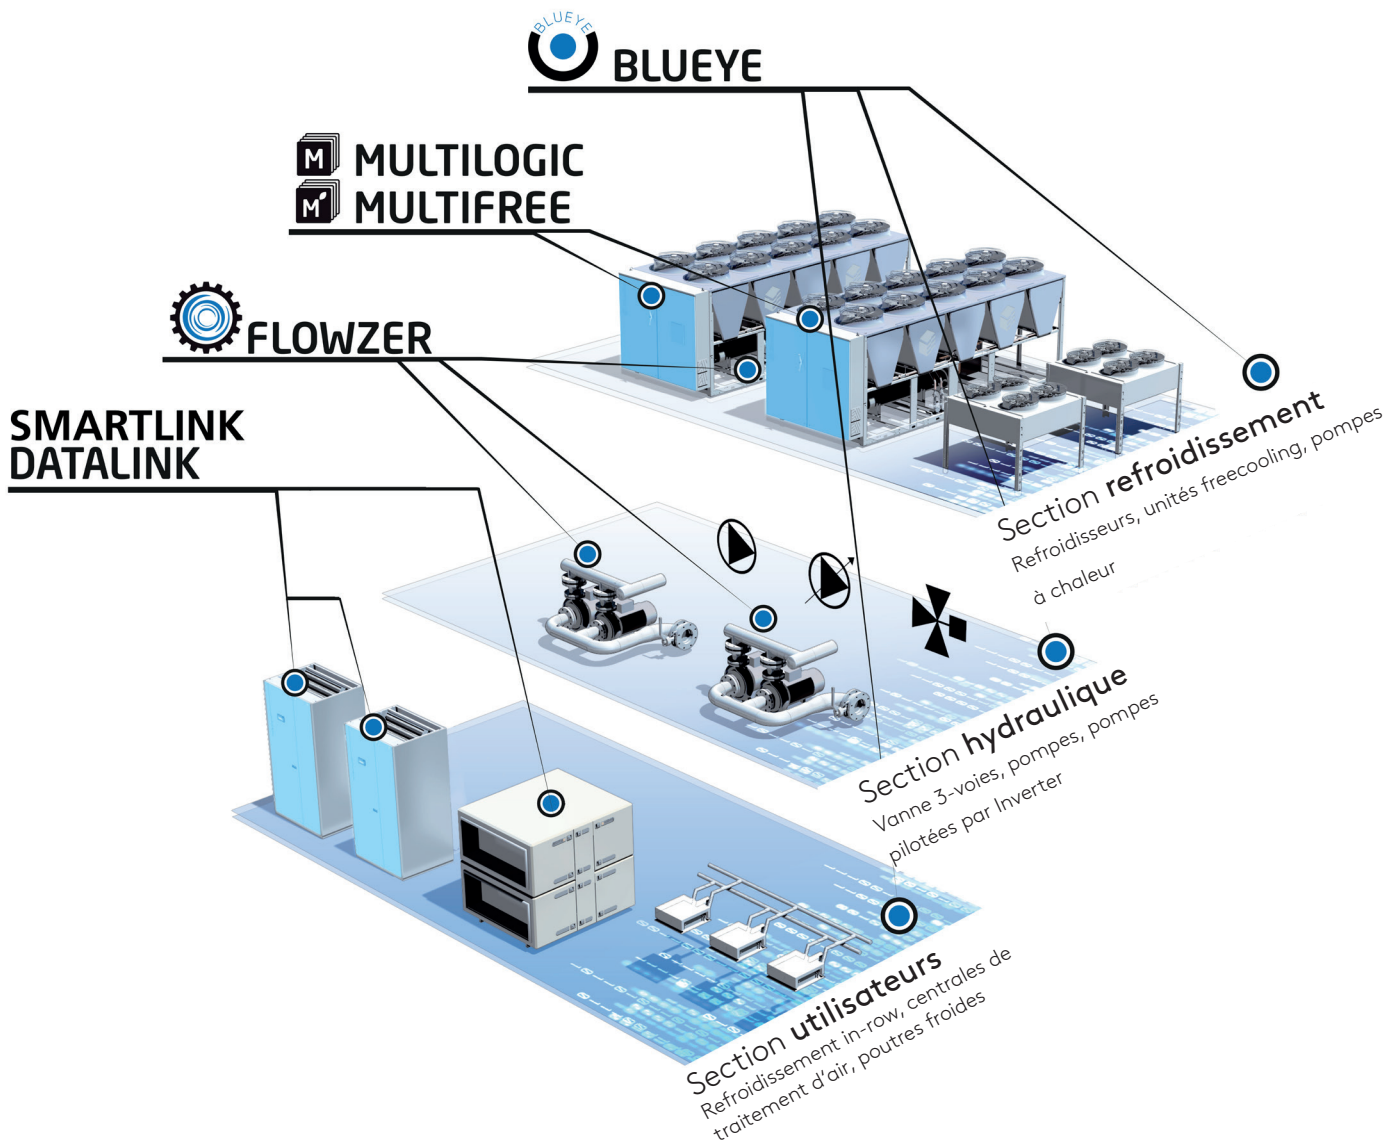 BLUEYE
BLUEYE
M MULTILOGIC
M MULTIFREE
FLOWZER
SMARTLINK
DATALINK
Section refroidissement
Refroidisseurs, unités freecooling, pompes
à chaleur
Section hydraulique
Vanne 3-voies, pompes, pompes
pilotées par Inverter
Section utilisateurs
Refroidissement in-row, centrales de
traitement d'air, poutres froides